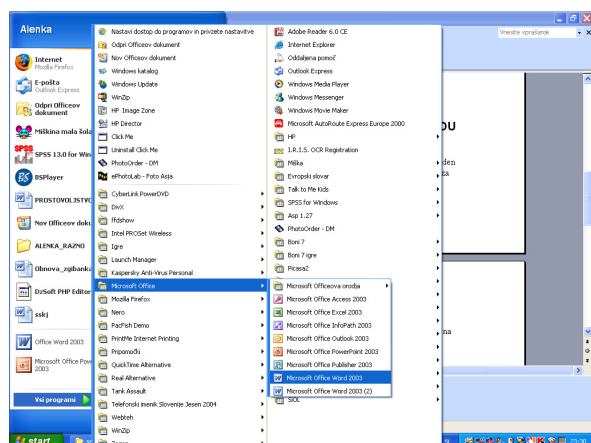 Alenka
Vnesite vprašanje
Internet
Mozilla Firefox
E-pošta
Outlook Express
Odpri Officeov
dokument
Miškina mala šola
SPSS 13.0 for Win
BSPlayer
PROSTOVOLJSTVO
Nov Officeov doku
ALENKA_RAZNO
Obnova_zgibanka
DzSoft PHP Editor
sskj
Office Word 2003
Microsoft Office Pow
2003
Vsi programi
start
Nastavi dostop do programov in privzete nastavitve
Odpri Officeov dokument
Nov Officeov dokument
Windows katalog
Windows Update
WinZip
HP Image Zone
HP Director
Click Me
Uninstall Click Me
PhotoOrder - DM
ePhotoLab - Foto Asja
CyberLink PowerDVD
DivX
ffdshow
Intel PROSet Wireless
Igre
Launch Manager
Kaspersky Anti-Virus Personal
Microsoft Office
Mozilla Firefox
Nero
PacFish Demo
PrintMe Internet Printing
Pripomočki
QuickTime Alternative
Real Alternative
Tank Assault
Telefonski imenik Slovenije Jesen 2004
Webteh
WinZip
Zagon
Adobe Reader 6.0 CE
Internet Explorer
Oddaljena pomoč
Outlook Express
Windows Media Player
Windows Messenger
Windows Movie Maker
Microsoft AutoRoute Express Europe 2000
HP
I.R.I.S. OCR Registration
Miška
Evropski slovar
Talk to Me Kids
SPSS for Windows
Asp 1.27
PhotoOrder - DM
Boni 7
Boni 7 igre
Picasa2
SiOL
Microsoft Officeova orodja
Microsoft Office Access 2003
Microsoft Office Excel 2003
Microsoft Office InfoPath 2003
Microsoft Office Outlook 2003
Microsoft Office PowerPoint 2003
Microsoft Office Publisher 2003
Microsoft Office Word 2003
Microsoft Office Word 2003 (2)
DU
den
za
na
SL
23:30